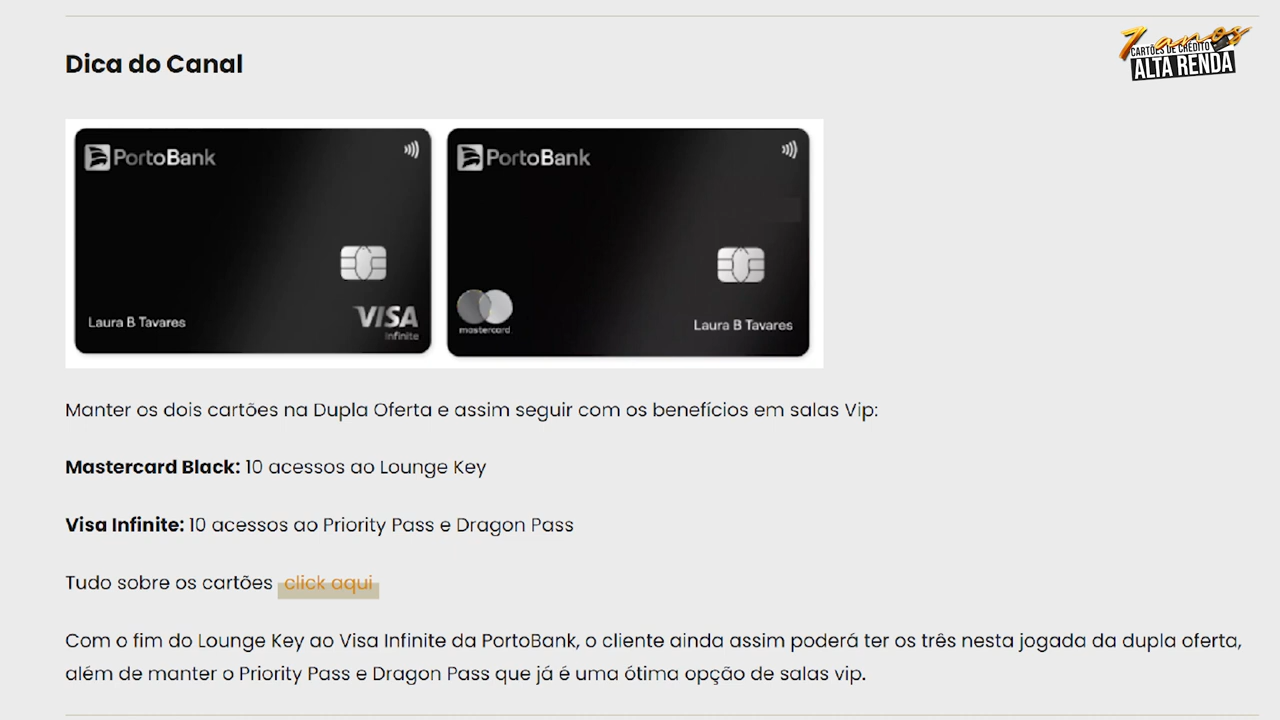 7 anos
CARTÕES DE CRÉDITO
ALTA RENDA
Dica do Canal
PortoBank
Laura B Tavares
VISA
Infinite
PortoBank
mastercard.
Laura B Tavares
Manter os dois cartões na Dupla Oferta e assim seguir com os benefícios em salas Vip:
Mastercard Black: 10 acessos ao Lounge Key
Visa Infinite: 10 acessos ao Priority Pass e Dragon Pass
Tudo sobre os cartões click aqui
Com o fim do Lounge Key ao Visa Infinite da PortoBank, o cliente ainda assim poderá ter os três nesta jogada da dupla oferta,
além de manter o Priority Pass e Dragon Pass que já é uma ótima opção de salas vip.